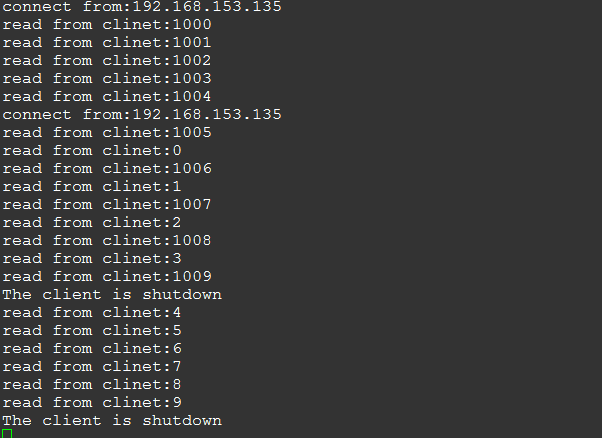 connect from:192.168.153.135
read from clinet:1000
read from clinet:1001
read from clinet:1002
read from clinet:1003
read from clinet:1004
connect from:192.168.153.135
read from clinet:1005
read from clinet:0
read from clinet:1006
read from clinet:1
read from clinet:1007
read from clinet:2
read from clinet:1008
read from clinet:3
read from clinet:1009
The client is shutdown
read from clinet:4
read from clinet:5
read from clinet:6
read from clinet:7
read from clinet:8
read from clinet:9
The client is shutdown